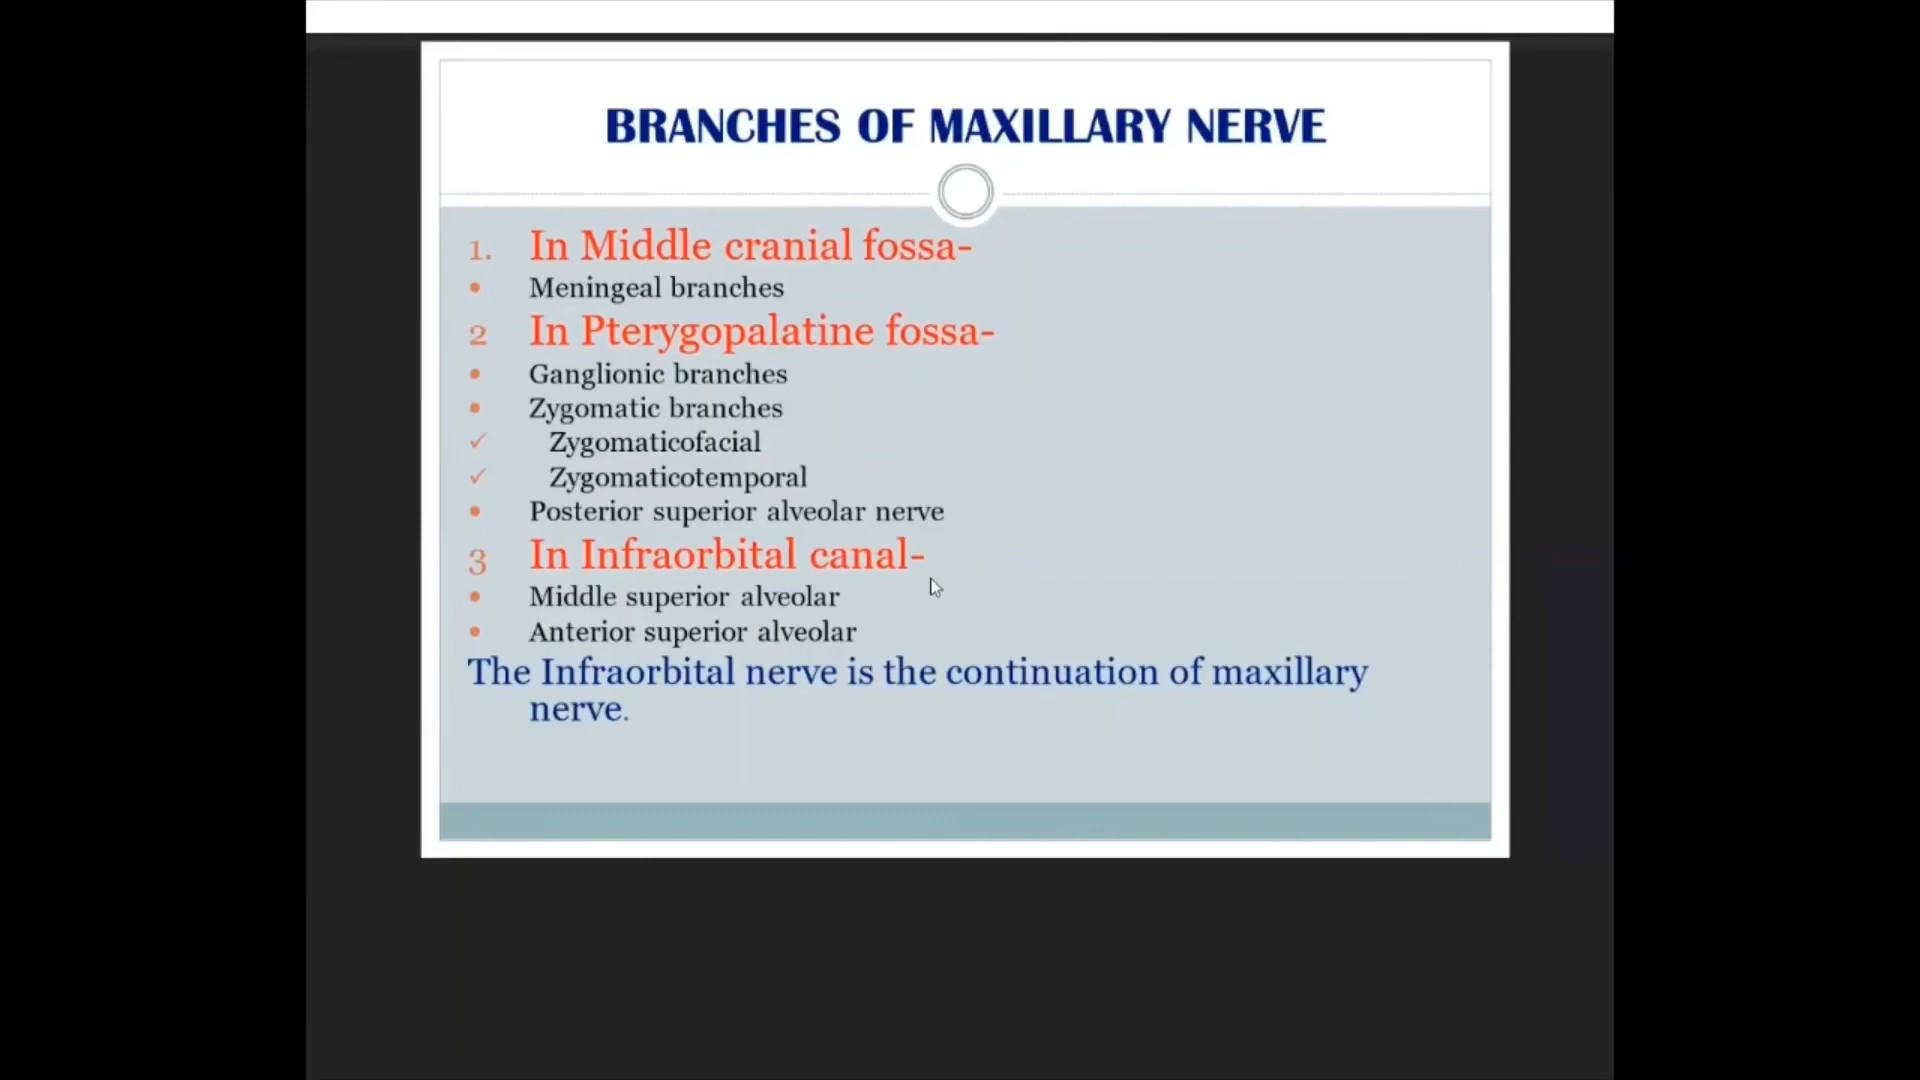 BRANCHES OF MAXILLARY NERVE
1. In Middle cranial fossa-
• Meningeal branches
2 In Pterygopalatine fossa-
• Ganglionic branches
• Zygomatic branches
✓ Zygomaticofacial
✓ Zygomaticotemporal
• Posterior superior alveolar nerve
3 In Infraorbital canal-
• Middle superior alveolar
• Anterior superior alveolar
The Infraorbital nerve is the continuation of maxillary
nerve.